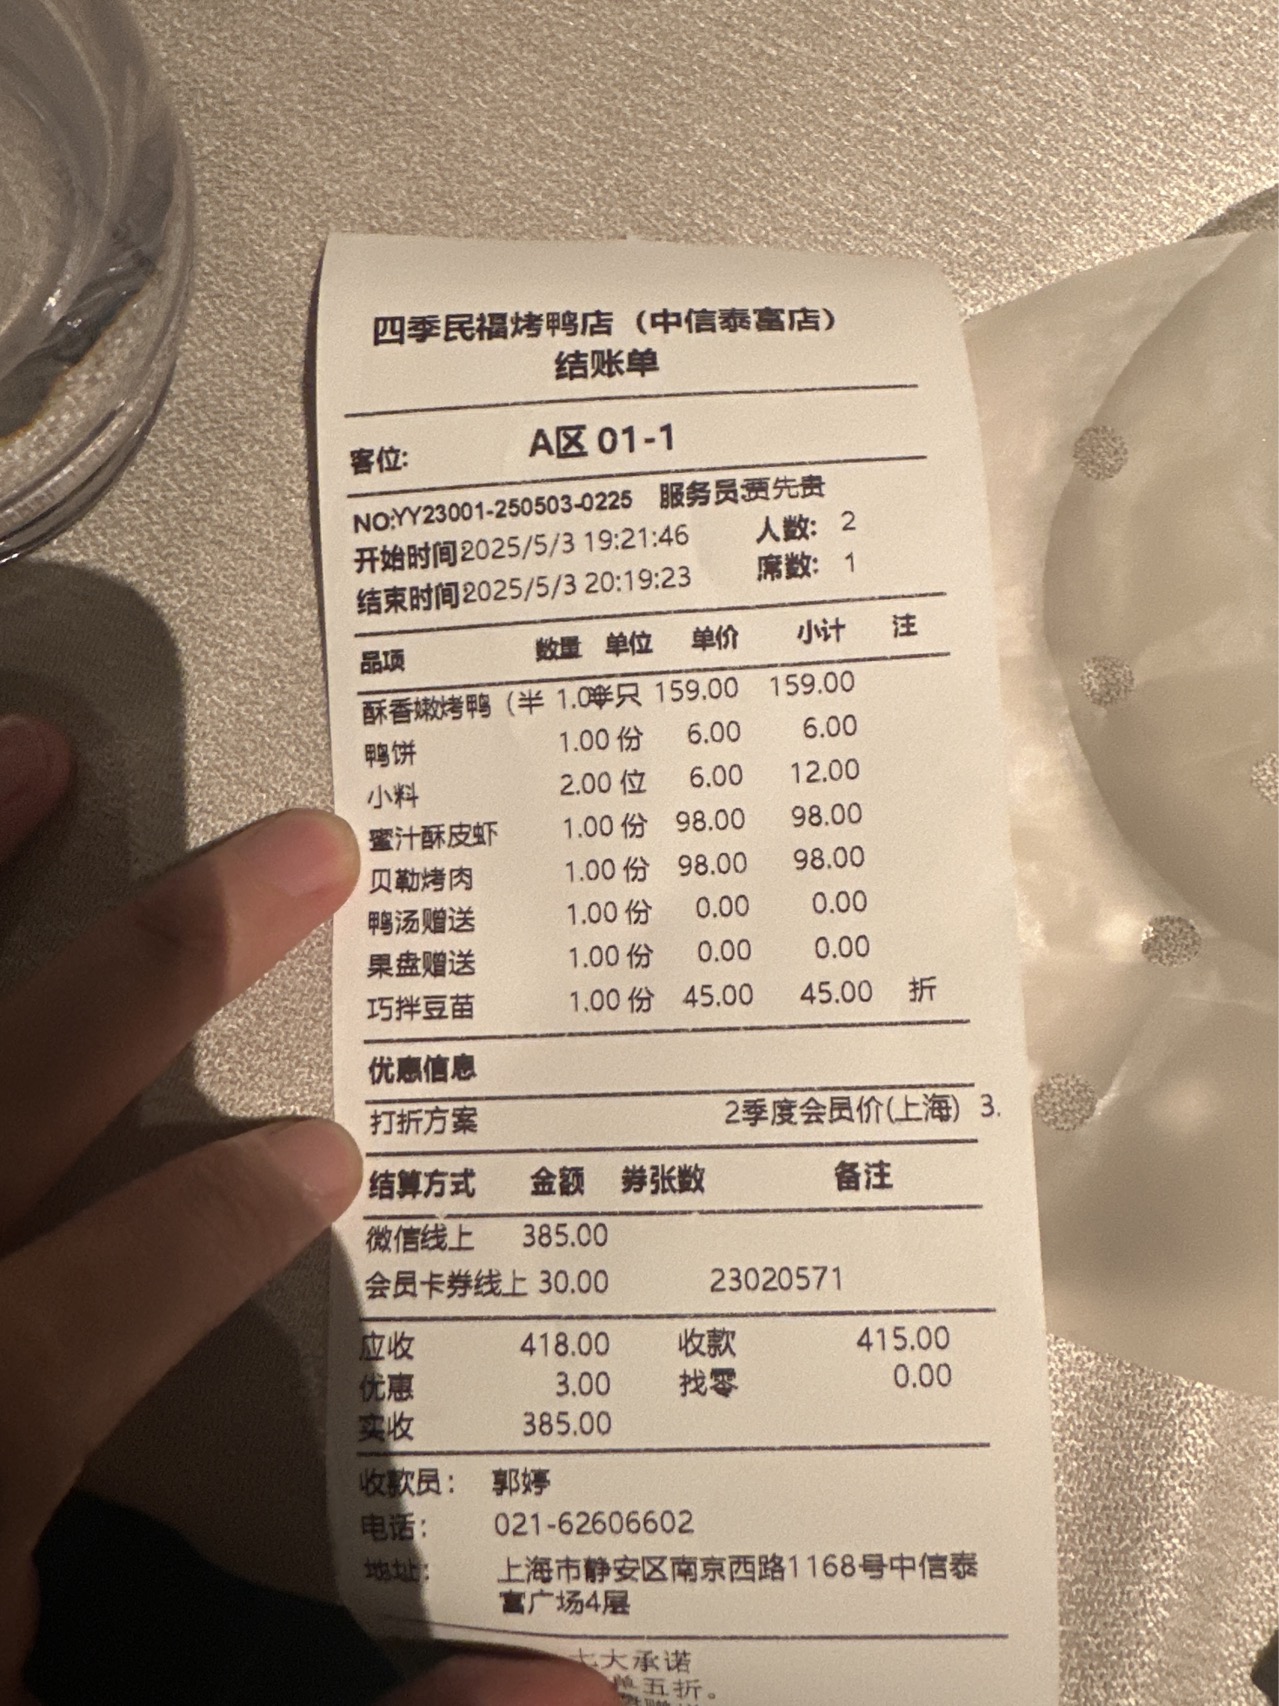 四季民福烤鸭店（中信泰富店）
结账单
客位: A区 01-1
NO:YY23001-250503-0225 服务员:贾先贵
开始时间2025/5/3 19:21:46 人数: 2
结束时间2025/5/3 20:19:23 席数: 1
品项 数量 单位 单价 小计 注
酥香嫩烤鸭（半 1.00半只 159.00 159.00
鸭饼 1.00 份 6.00 6.00
小料 2.00 位 6.00 12.00
蜜汁酥皮虾 1.00 份 98.00 98.00
贝勒烤肉 1.00 份 98.00 98.00
鸭汤赠送 1.00 份 0.00 0.00
果盘赠送 1.00 份 0.00 0.00
巧拌豆苗 1.00 份 45.00 45.00 折
优惠信息
打折方案 2季度会员价(上海) 3.
结算方式 金额 券张数 备注
微信线上 385.00
会员卡券线上 30.00 23020571
应收 418.00 收款 415.00
优惠 3.00 找零 0.00
实收 385.00
收款员: 郭婷
电话: 021-62606602
地址: 上海市静安区南京西路1168号中信泰
富广场4层
七大承诺
单五折。